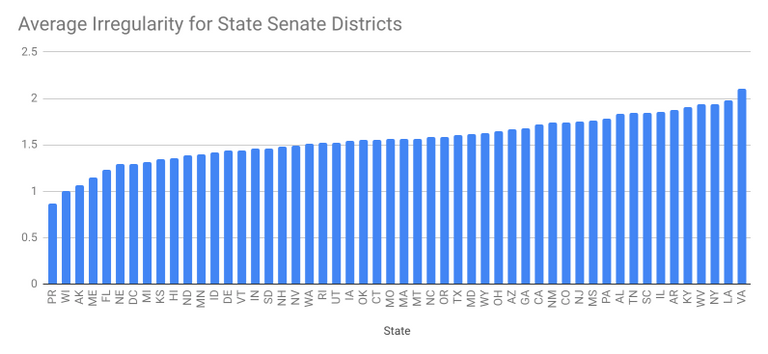 Average Irregularity for State Senate Districts
2.5
2
1.5
1
0.5
0
PR WI AK ME FL NE DC MI KS HI ND MN ID DE VT IN SD NH NV WA RI UT IA OK CT MO MA MT NC OR TX MD WY OH AZ GA CA NM CO NJ MS PA AL TN SC IL AR KY WV NY LA VA
State